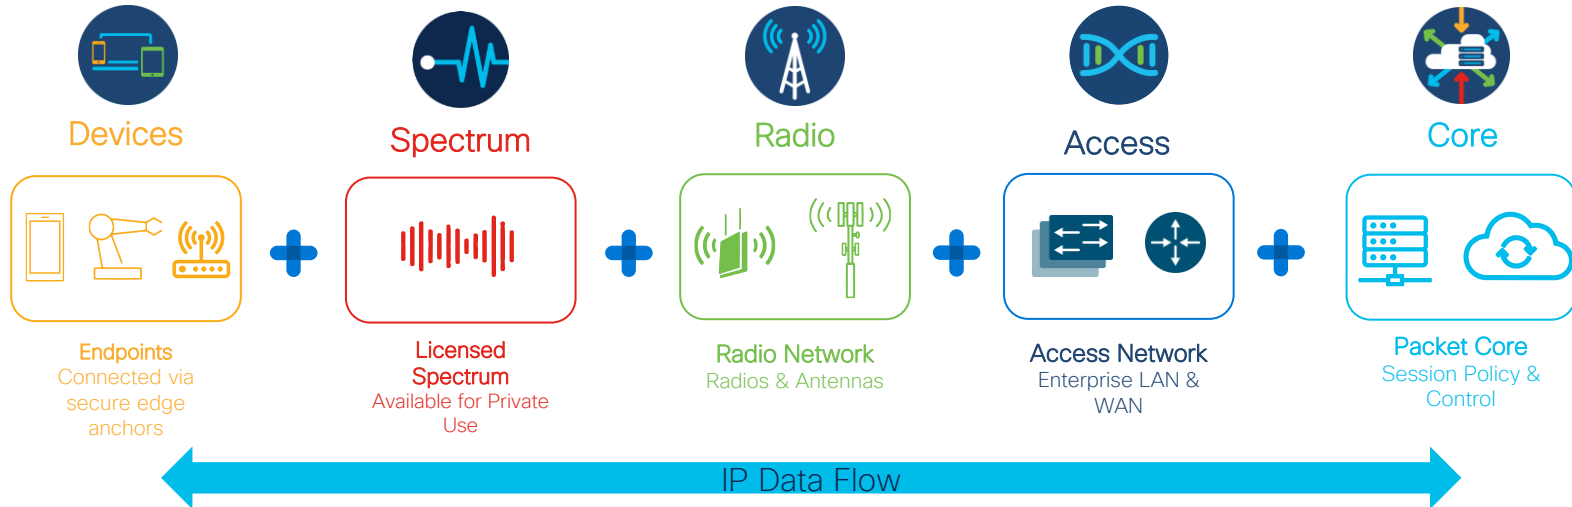 Devices
Spectrum
Radio
Access
Core
Endpoints
Connected via
secure edge
anchors
Licensed
Spectrum
Available for Private
Use
Radio Network
Radios & Antennas
Access Network
Enterprise LAN &
WAN
Packet Core
Session Policy &
Control
IP Data Flow